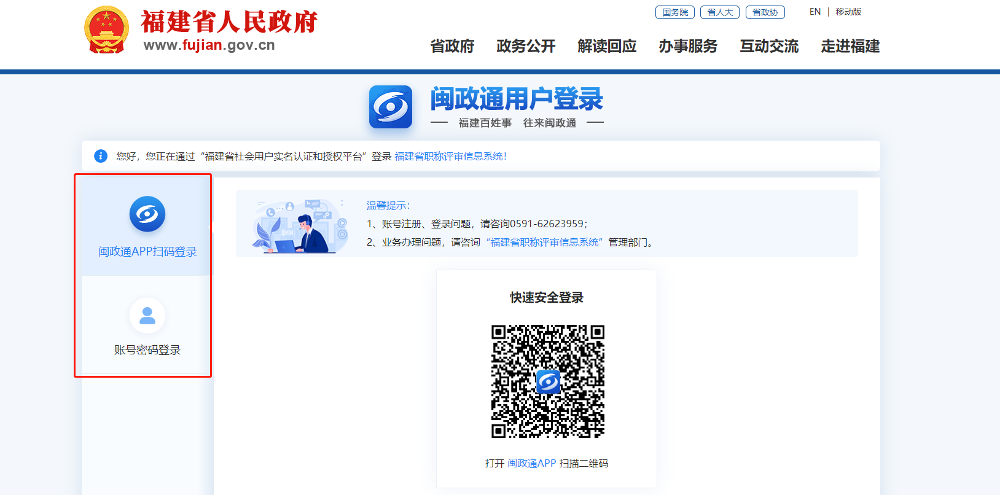 福建省人民政府
www.fujian.gov.cn
国务院 省人大 省政协 EN | 移动版
省政府 政务公开 解读回应 办事服务 互动交流 走进福建
闽政通用户登录
福建百姓事 往来闽政通
您好，您正在通过“福建省社会用户实名认证和授权平台”登录 福建省职称评审信息系统!
闽政通APP扫码登录
账号密码登录
温馨提示：
1、账号注册、登录问题，请咨询0591-62623959；
2、业务办理问题，请咨询“福建省职称评审信息系统”管理部门。
快速安全登录
打开 闽政通APP 扫描二维码